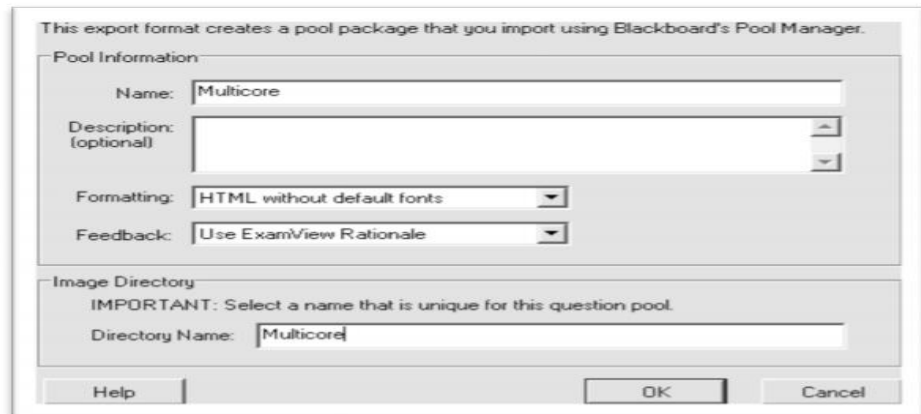 This export format creates a pool package that you import using Blackboard's Pool Manager.
Pool Information
Name: Multicore
Description:
(optional)
Formatting: HTML without default fonts
Feedback: Use ExamView Rationale
Image Directory
IMPORTANT: Select a name that is unique for this question pool.
Directory Name: Multicore
Help OK Cancel